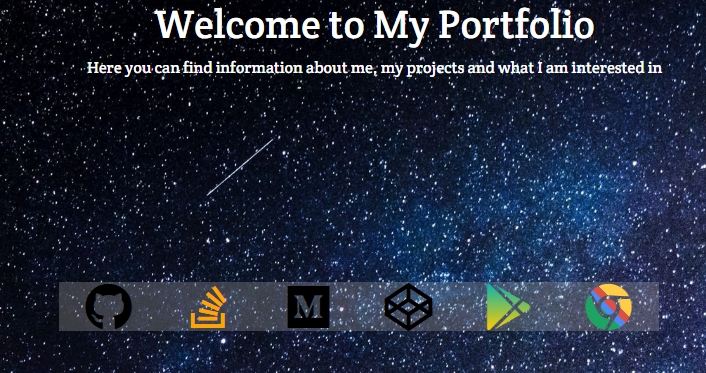 Welcome to My Portfolio
Here you can find information about me, my projects and what I am interested in
M